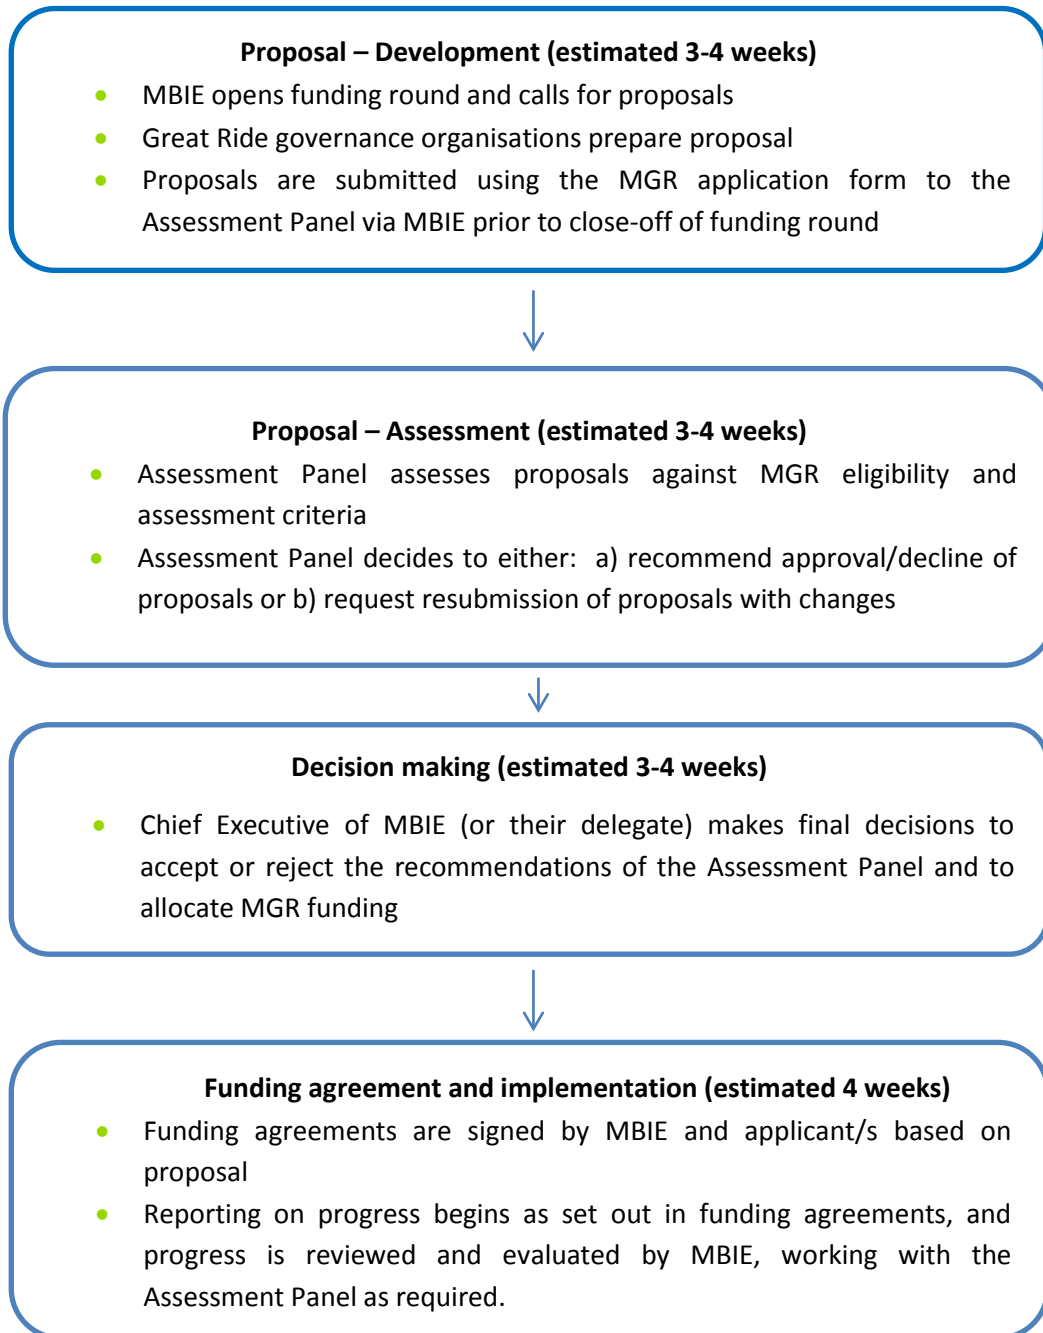 Proposal – Development (estimated 3-4 weeks)
• MBIE opens funding round and calls for proposals
• Great Ride governance organisations prepare proposal
• Proposals are submitted using the MGR application form to the
Assessment Panel via MBIE prior to close-off of funding round
Proposal – Assessment (estimated 3-4 weeks)
• Assessment Panel assesses proposals against MGR eligibility and
assessment criteria
• Assessment Panel decides to either: a) recommend approval/decline of
proposals or b) request resubmission of proposals with changes
Decision making (estimated 3-4 weeks)
• Chief Executive of MBIE (or their delegate) makes final decisions to
accept or reject the recommendations of the Assessment Panel and to
allocate MGR funding
Funding agreement and implementation (estimated 4 weeks)
• Funding agreements are signed by MBIE and applicant/s based on
proposal
• Reporting on progress begins as set out in funding agreements, and
progress is reviewed and evaluated by MBIE, working with the
Assessment Panel as required.